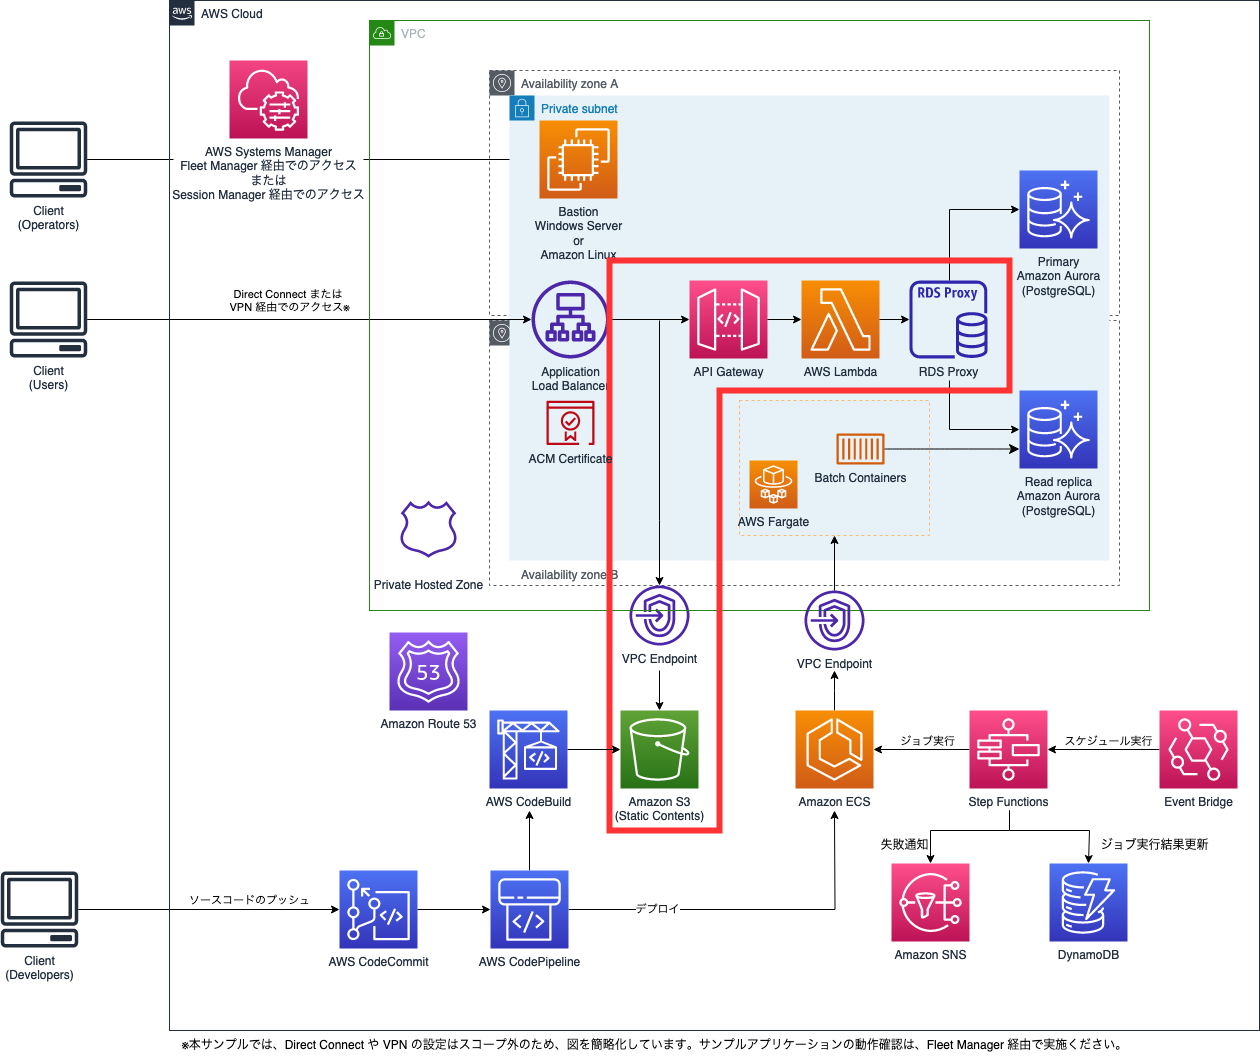 aws
AWS Cloud
VPC
Availability zone A
Private subnet
AWS Systems Manager
Fleet Manager 経由でのアクセス
または
Session Manager 経由でのアクセス
Client
(Operators)
Bastion
Windows Server
or
Amazon Linux
Primary
Amazon Aurora
(PostgreSQL)
Direct Connect または
VPN 経由でのアクセス※
RDS Proxy
Client
(Users)
Application
Load Balancer
API Gateway
AWS Lambda
RDS Proxy
ACM Certificate
Batch Containers
AWS Fargate
Read replica
Amazon Aurora
(PostgreSQL)
Availability zone B
Private Hosted Zone
VPC Endpoint
VPC Endpoint
53
Amazon Route 53
AWS CodeBuild
Amazon S3
(Static Contents)
Amazon ECS
ジョブ実行
Step Functions
スケジュール実行
Event Bridge
失敗通知
ジョブ実行結果更新
ソースコードのプッシュ
デプロイ
Client
(Developers)
AWS CodeCommit
AWS CodePipeline
Amazon SNS
DynamoDB
※本サンプルでは、Direct Connect や VPN の設定はスコープ外のため、図を簡略化しています。サンプルアプリケーションの動作確認は、Fleet Manager 経由で実施ください。